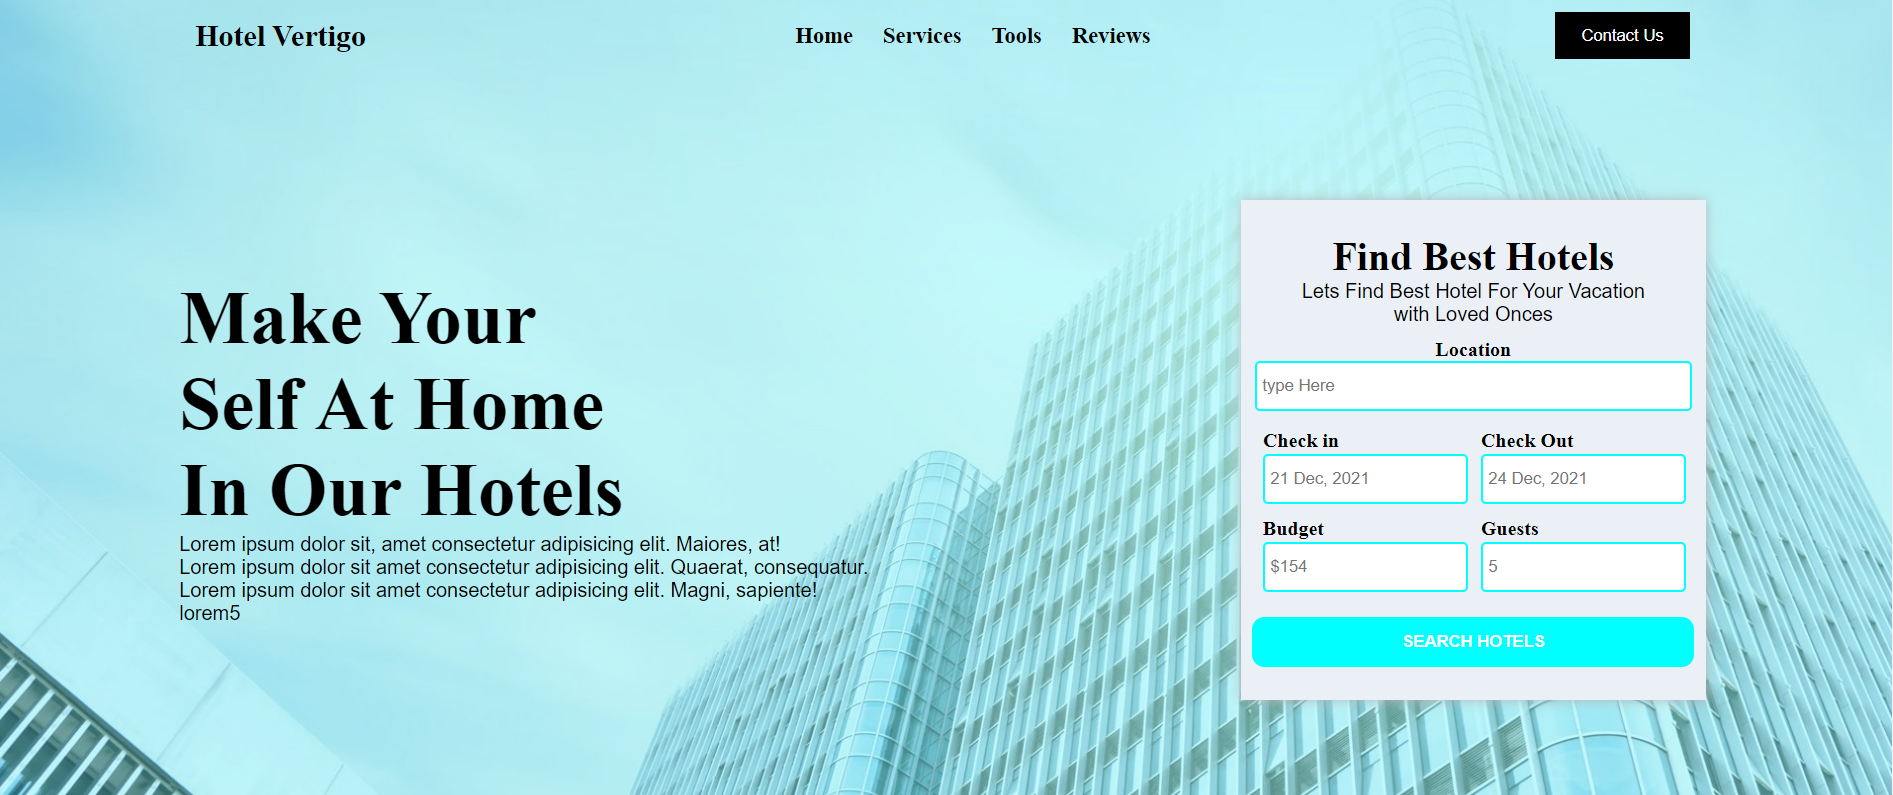 Hotel Vertigo
Home Services Tools Reviews
Contact Us
Make Your
Self At Home
In Our Hotels
Lorem ipsum dolor sit, amet consectetur adipisicing elit. Maiores, at!
Lorem ipsum dolor sit amet consectetur adipisicing elit. Quaerat, consequatur.
Lorem ipsum dolor sit amet consectetur adipisicing elit. Magni, sapiente!
lorem5
Find Best Hotels
Lets Find Best Hotel For Your Vacation
with Loved Onces
Location
type Here
Check in
21 Dec, 2021
Check Out
24 Dec, 2021
Budget
$154
Guests
5
SEARCH HOTELS